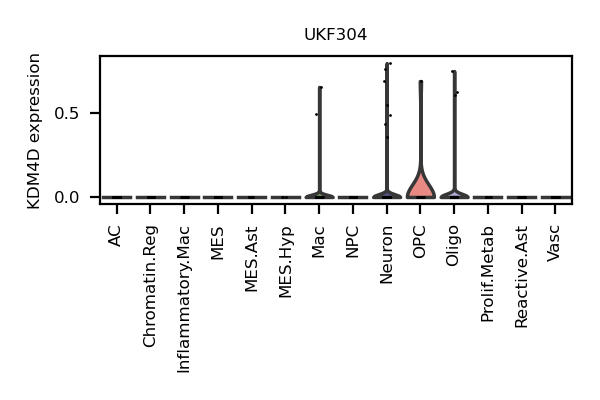 UKF304
KDM4D expression
0.5
0.0
AC
Chromatin.Reg
Inflammatory.Mac
MES
MES.Ast
MES.Hyp
Mac
NPC
Neuron
OPC
Oligo
Prolif.Metab
Reactive.Ast
Vasc